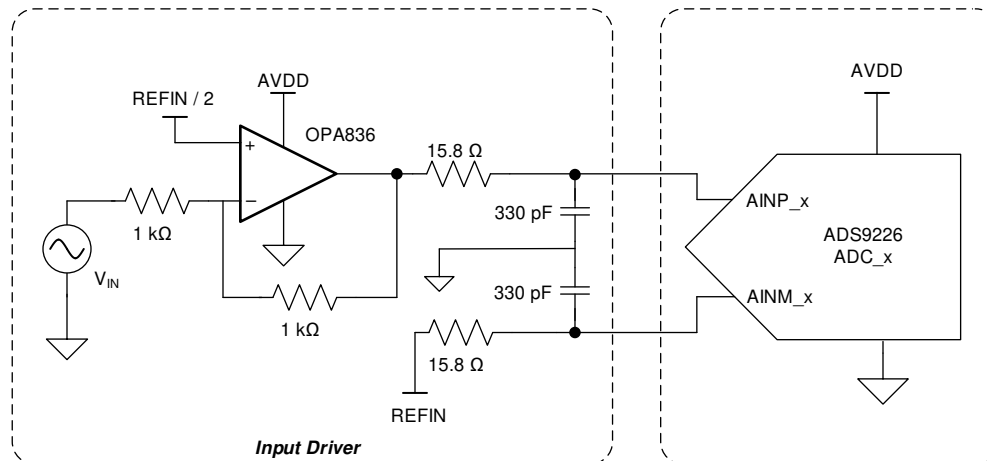 AVDD
AVDD
REFIN / 2
OPA836
15.8 Ω
+
330 pF
AINP_x
−
1 kΩ
ADS9226
ADC_x
V_IN
330 pF
AINM_x
1 kΩ
15.8 Ω
REFIN
Input Driver